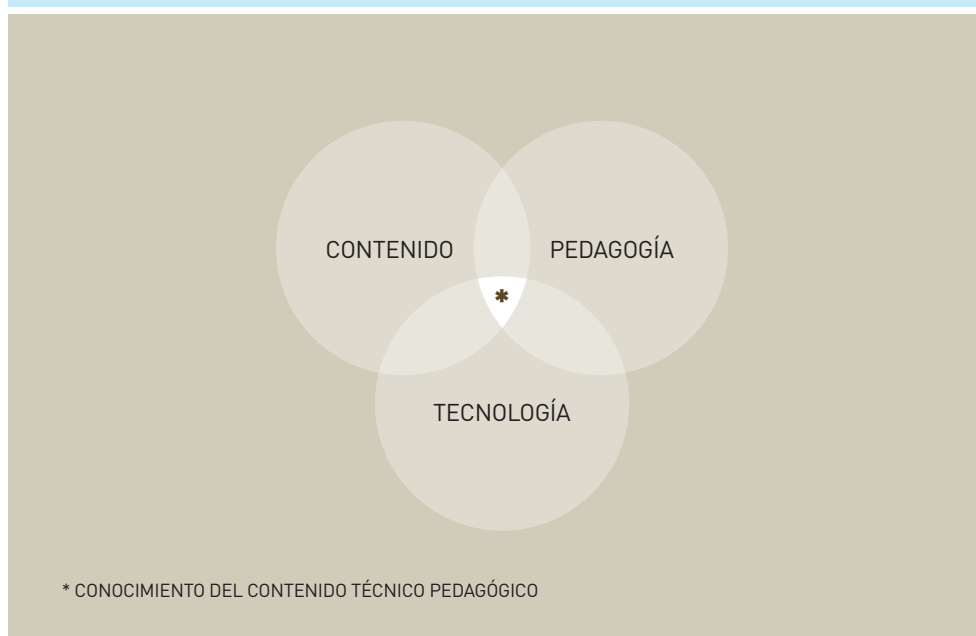 CONTENIDO PEDAGOGÍA
*
TECNOLOGÍA
* CONOCIMIENTO DEL CONTENIDO TÉCNICO PEDAGÓGICO